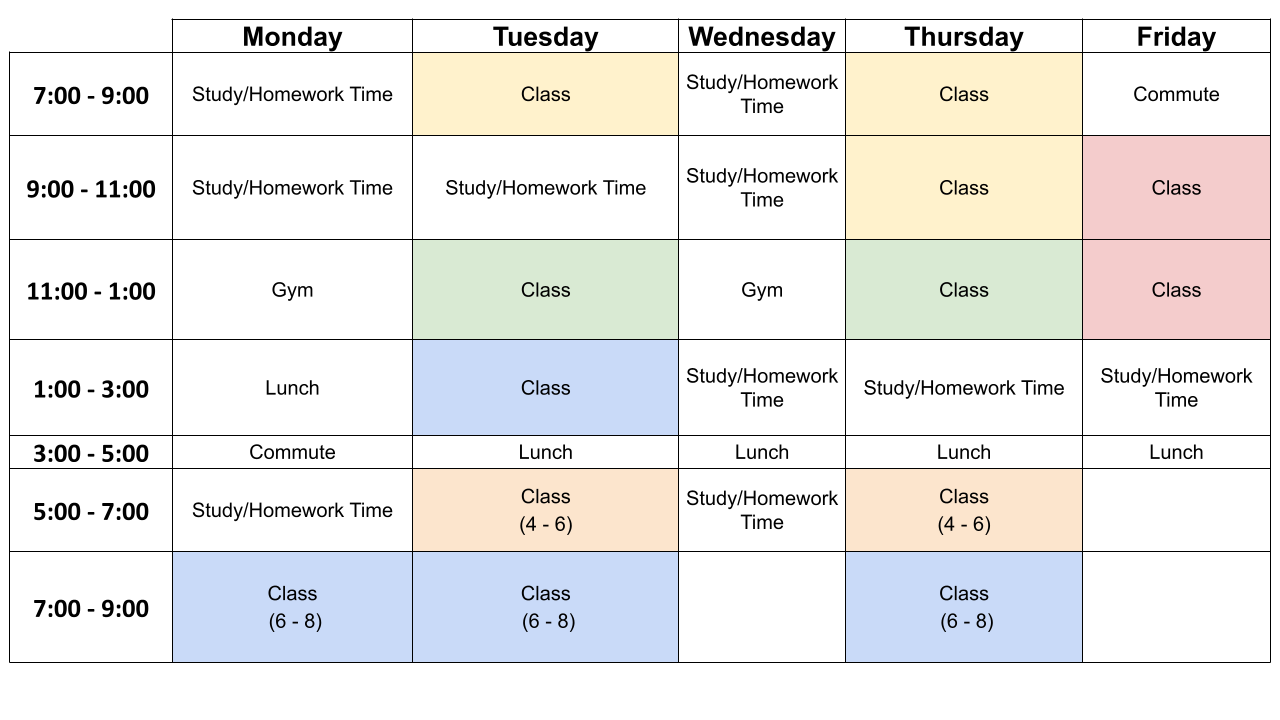 Monday Tuesday Wednesday Thursday Friday
7:00 - 9:00 Study/Homework Time Class Study/Homework Time Class Commute
9:00 - 11:00 Study/Homework Time Study/Homework Time Study/Homework Time Class Class
11:00 - 1:00 Gym Class Gym Class Class
1:00 - 3:00 Lunch Class Study/Homework Time Study/Homework Time Study/Homework Time
3:00 - 5:00 Commute Lunch Lunch Lunch Lunch
5:00 - 7:00 Study/Homework Time Class (4 - 6) Study/Homework Time Class (4 - 6)
7:00 - 9:00 Class (6 - 8) Class (6 - 8) Class (6 - 8)